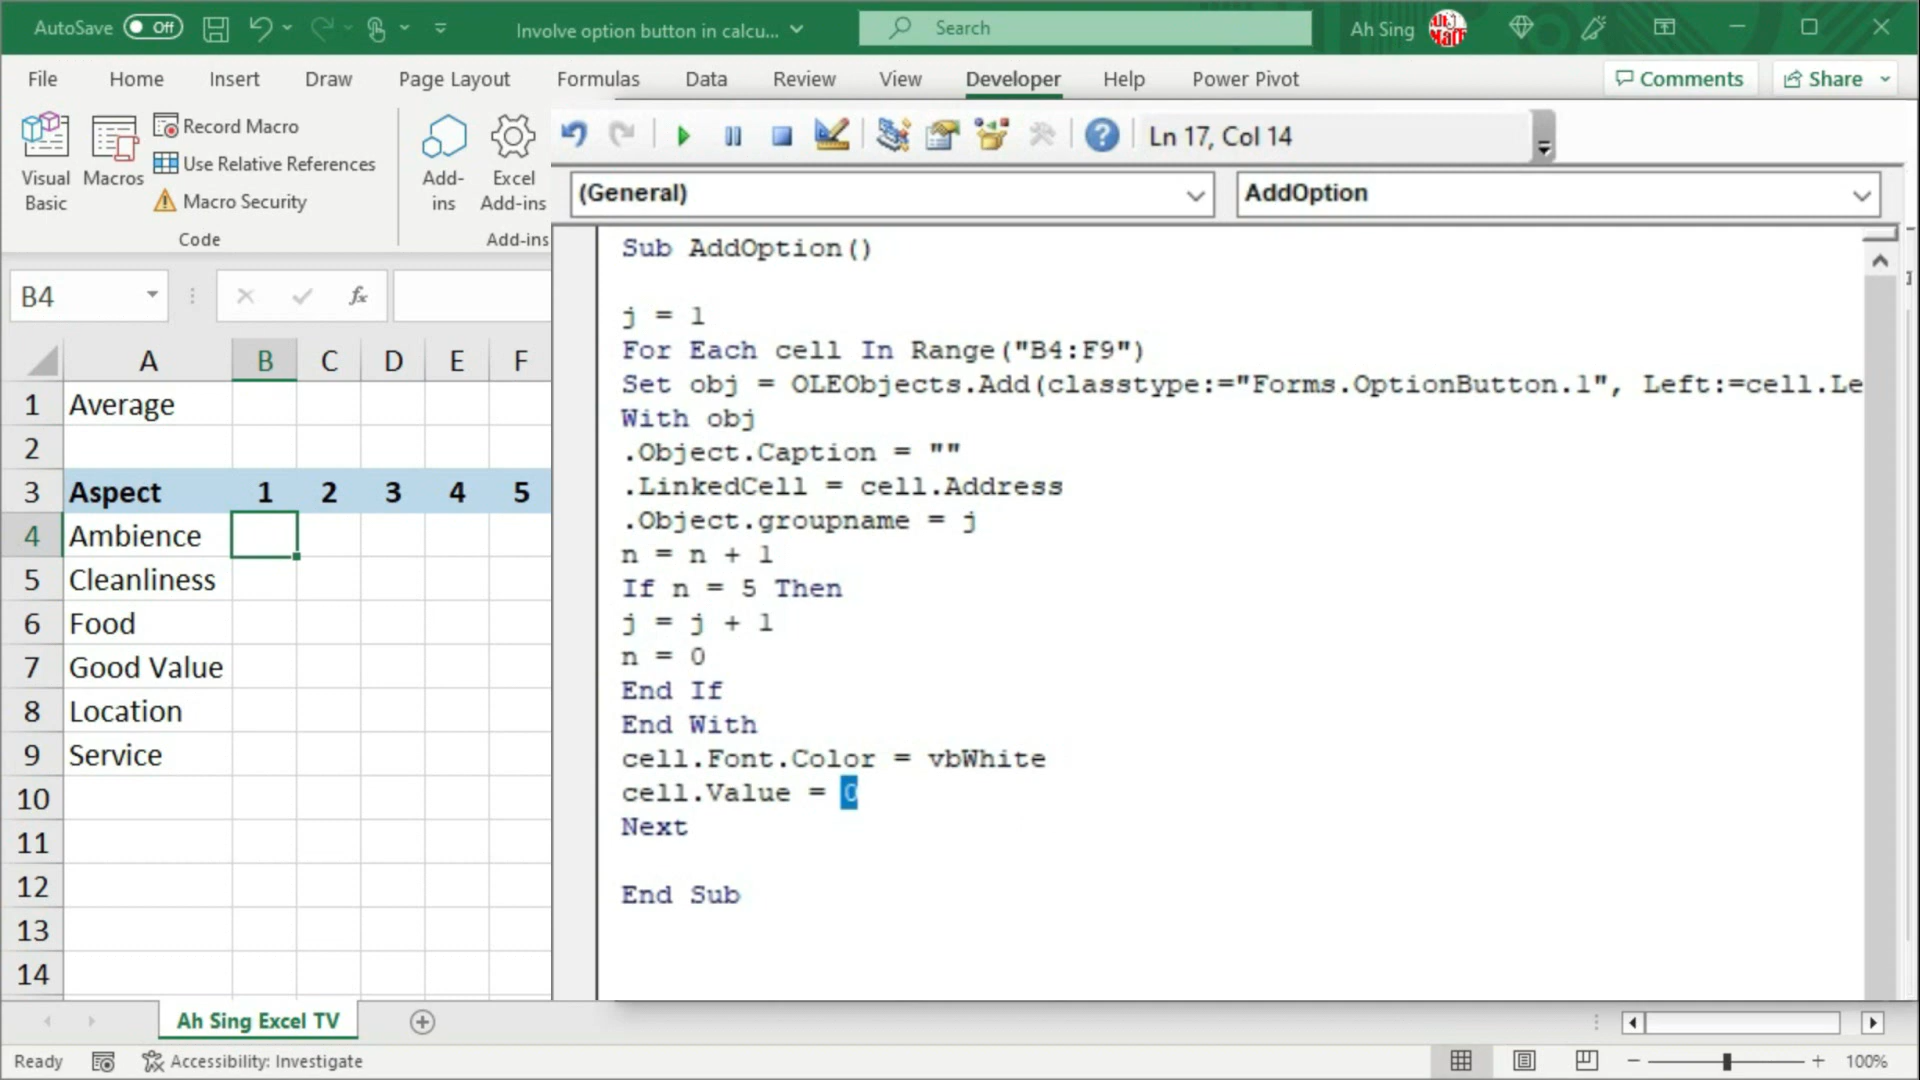 AutoSave Off
Involve option button in calcu...
Search
Ah Sing
File Home Insert Draw Page Layout Formulas Data Review View Developer Help Power Pivot
Comments Share
Visual Basic
Macros
Record Macro
Use Relative References
Macro Security
Code
Add-ins
Excel Add-ins
Add-ins
Ln 17, Col 14
(General)
AddOption
B4
fx
A B C D E F
1 Average
2
3 Aspect 1 2 3 4 5
4 Ambience
5 Cleanliness
6 Food
7 Good Value
8 Location
9 Service
10
11
12
13
14
Sub AddOption()
j = 1
For Each cell In Range("B4:F9")
Set obj = OLEObjects.Add(classtype:="Forms.OptionButton.1", Left:=cell.Le
With obj
.Object.Caption = ""
.LinkedCell = cell.Address
.Object.groupname = j
n = n + 1
If n = 5 Then
j = j + 1
n = 0
End If
End With
cell.Font.Color = vbWhite
cell.Value = 0
Next
End Sub
Ah Sing Excel TV
Ready
Accessibility: Investigate
100%